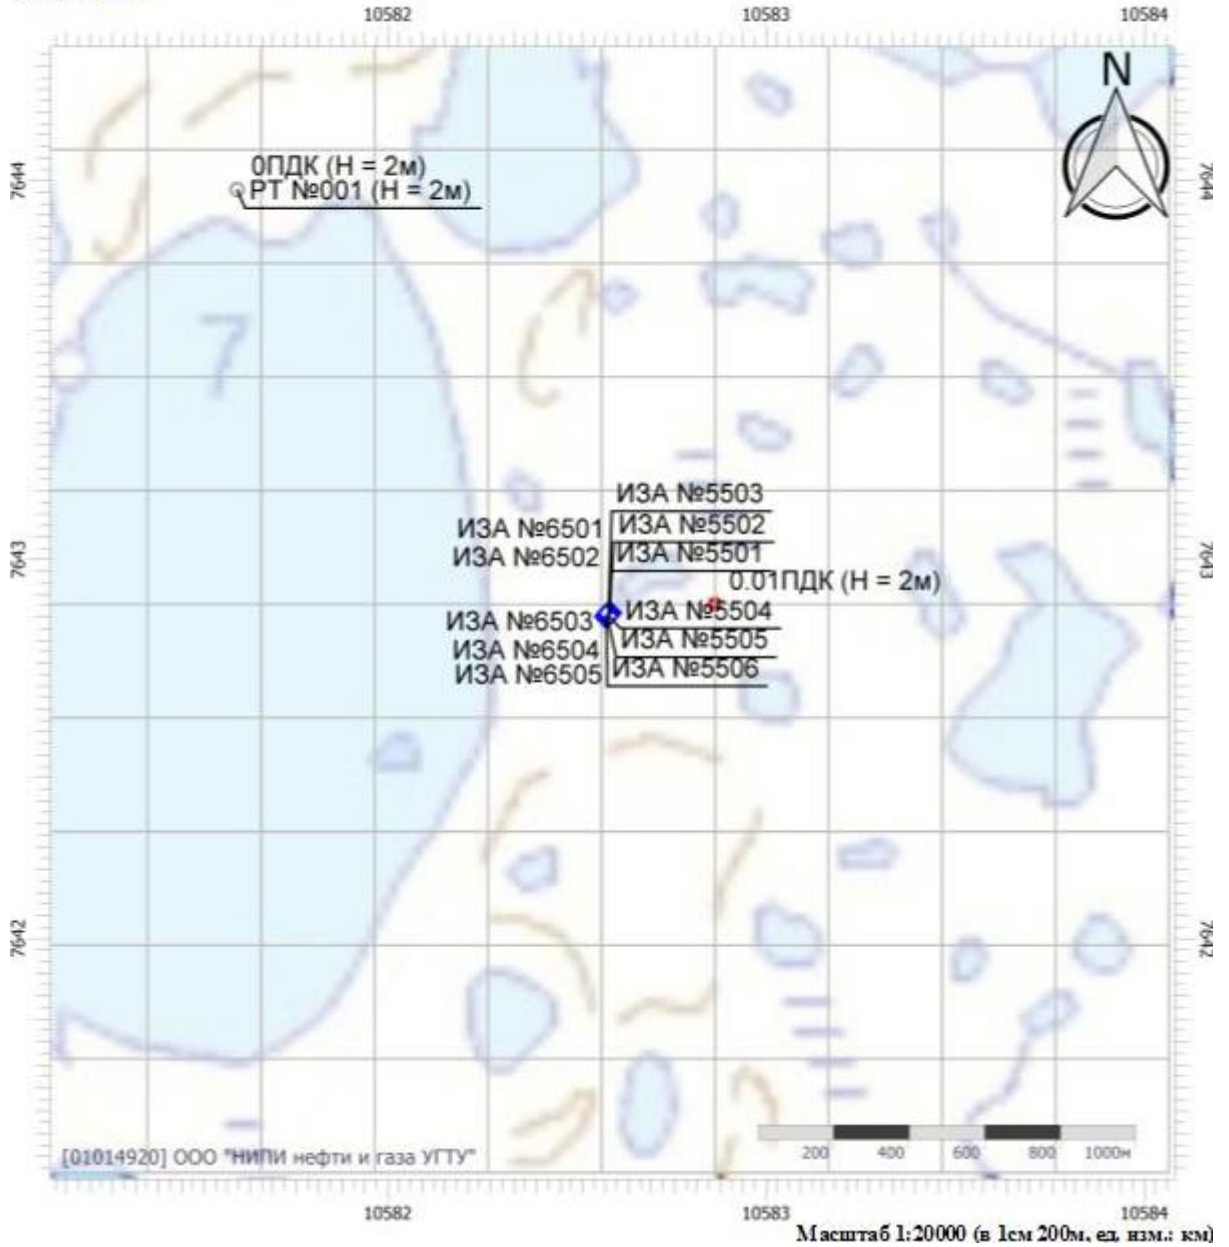 10582 10583 10584
N
7644 7644
0ПДК (Н = 2м)
РТ №001 (Н = 2м)
7
ИЗА №5503
ИЗА №6501 ИЗА №5502
ИЗА №6502 ИЗА №5501
7643 7643
0.01ПДК (Н = 2м)
ИЗА №6503 ИЗА №5504
ИЗА №6504 ИЗА №5505
ИЗА №6505 ИЗА №5506
7642 7642
200 400 600 800 1000м
[01014920] ООО "НИПИ нефти и газа УГТУ"
10582 10583 10584
Масштаб 1:20000 (в 1см 200м, ед. изм.: км)